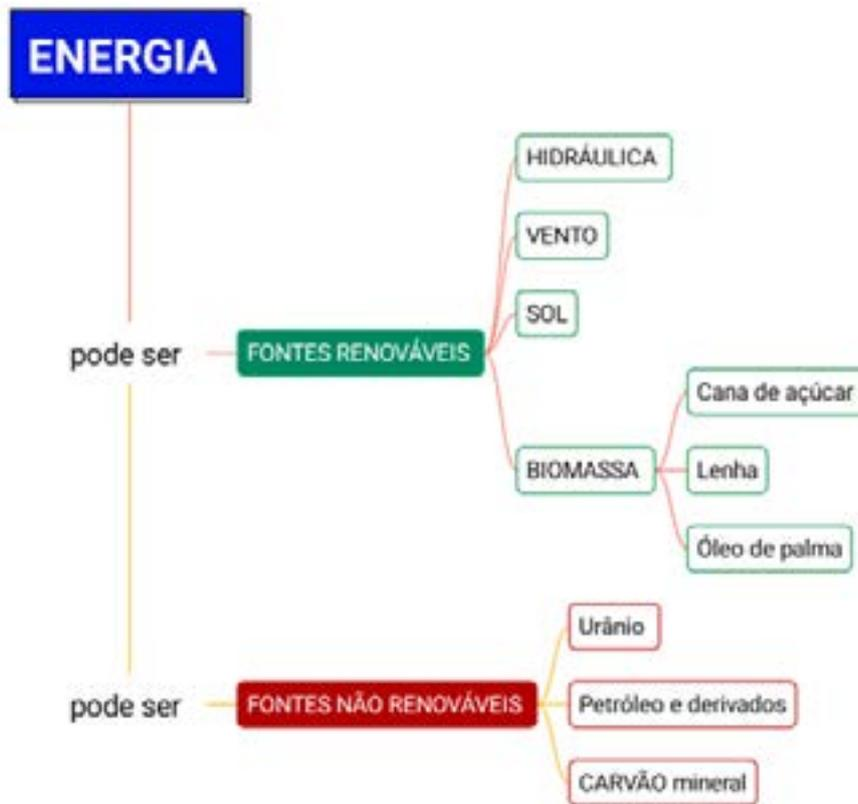 ENERGIA
pode ser
FONTES RENOVÁVEIS
HIDRÁULICA
VENTO
SOL
BIOMASSA
Cana de açúcar
Lenha
Óleo de palma
pode ser
FONTES NÃO RENOVÁVEIS
Urânio
Petróleo e derivados
CARVÃO mineral